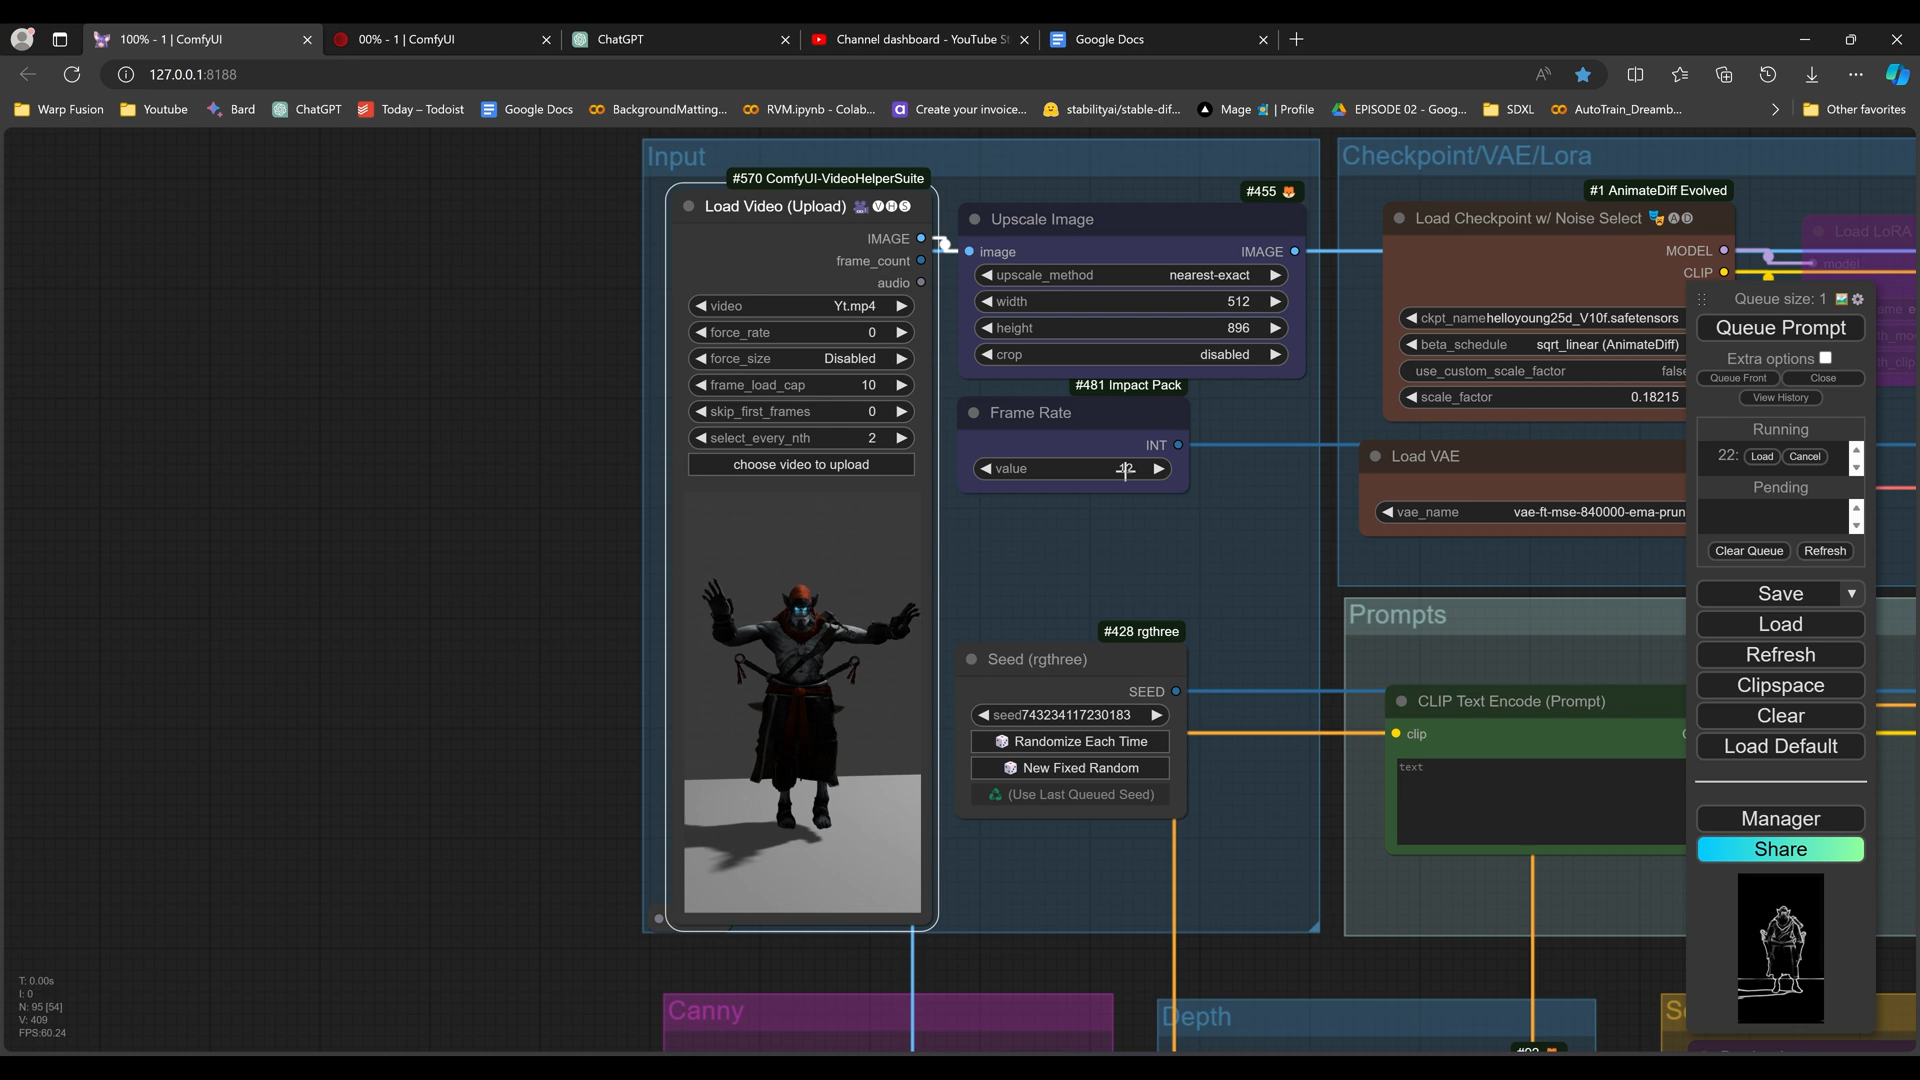 100% - 1 | ComfyUI
00% - 1 | ComfyUI
ChatGPT
Channel dashboard - YouTube S
Google Docs
127.0.0.1:8188
Warp Fusion
Youtube
Bard
ChatGPT
Today – Todoist
Google Docs
BackgroundMatting...
RVM.ipynb - Colab...
Create your invoice...
stabilityai/stable-dif...
Mage | Profile
EPISODE 02 - Goog...
SDXL
AutoTrain_Dreamb...
Other favorites
Input
#570 ComfyUI-VideoHelperSuite
Load Video (Upload) VHS
IMAGE
frame_count
audio
video Yt.mp4
force_rate 0
force_size Disabled
frame_load_cap 10
skip_first_frames 0
select_every_nth 2
choose video to upload
#455
Upscale Image
image IMAGE
upscale_method nearest-exact
width 512
height 896
crop disabled
#481 Impact Pack
Frame Rate
INT
value
#428 rgthree
Seed (rgthree)
SEED
seed743234117230183
Randomize Each Time
New Fixed Random
(Use Last Queued Seed)
Checkpoint/VAE/Lora
#1 AnimateDiff Evolved
Load Checkpoint w/ Noise Select AD
MODEL
CLIP
ckpt_namehelloyoung25d_V10f.safetensors
beta_schedule sqrt_linear (AnimateDiff)
use_custom_scale_factor false
scale_factor 0.18215
Load LoRA
model
Load VAE
vae_name vae-ft-mse-840000-ema-prun
Prompts
CLIP Text Encode (Prompt)
clip
text
Queue size: 1
Queue Prompt
Extra options
Queue Front
Close
View History
Running
22: Load Cancel
Pending
Clear Queue
Refresh
Save
Load
Refresh
Clipspace
Clear
Load Default
Manager
Share
T: 0.00s
I: 0
N: 95 [54]
V: 409
FPS:60.24
Canny
Depth